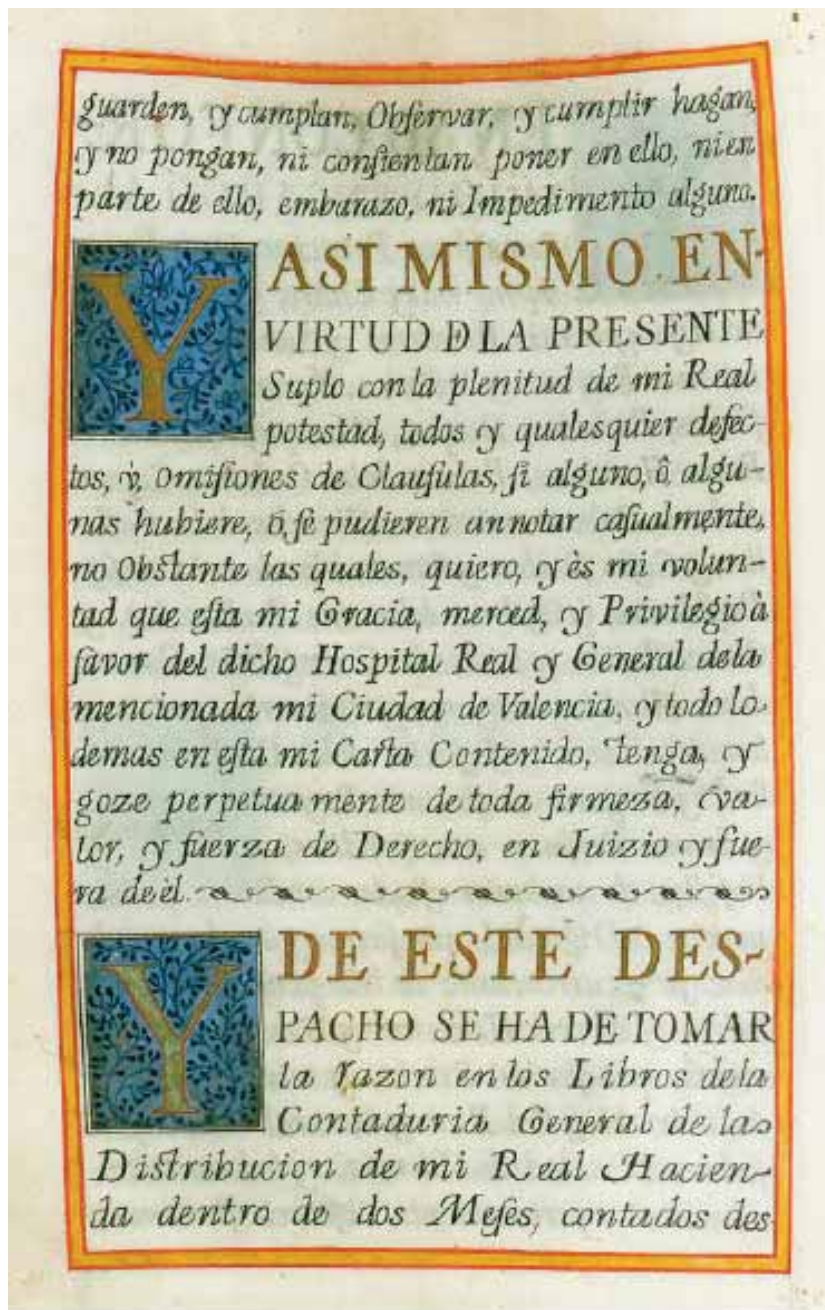 guarden, y cumplan, Obſervar, y cumplir hagan,
y no pongan, ni conſientan poner en ello, ni en
parte de ello, embarazo, ni Impedimento alguno.
Y ASI MISMO EN-
VIRTUD D LA PRESENTE
Suplo con la plenitud de mi Real
potestad, todos y qualesquier defec-
tos, ỳ, omiſiones de Clauſulas, ſi alguno, ô algu-
nas hubiere, ô, ſe pudieren annotar caſualmente,
no Obſtante las quales, quiero, y ès mi volun-
tad que eſta mi Gracia, merced, y Privilegio à
favor del dicho Hospital Real y General dela
mencionada mi Ciudad de Valencia, y todo lo
demas en eſta mi Carta Contenido, tenga, y
goze perpetuamente de toda firmeza, va-
lor, y fuerza de Derecho, en Juizio y fue-
ra de èl.
Y DE ESTE DES-
PACHO SE HA DE TOMAR
la razon en los Libros dela
Contaduria General de la
Diſtribucion de mi Real Hacien-
da dentro de dos Meſes, contados des-